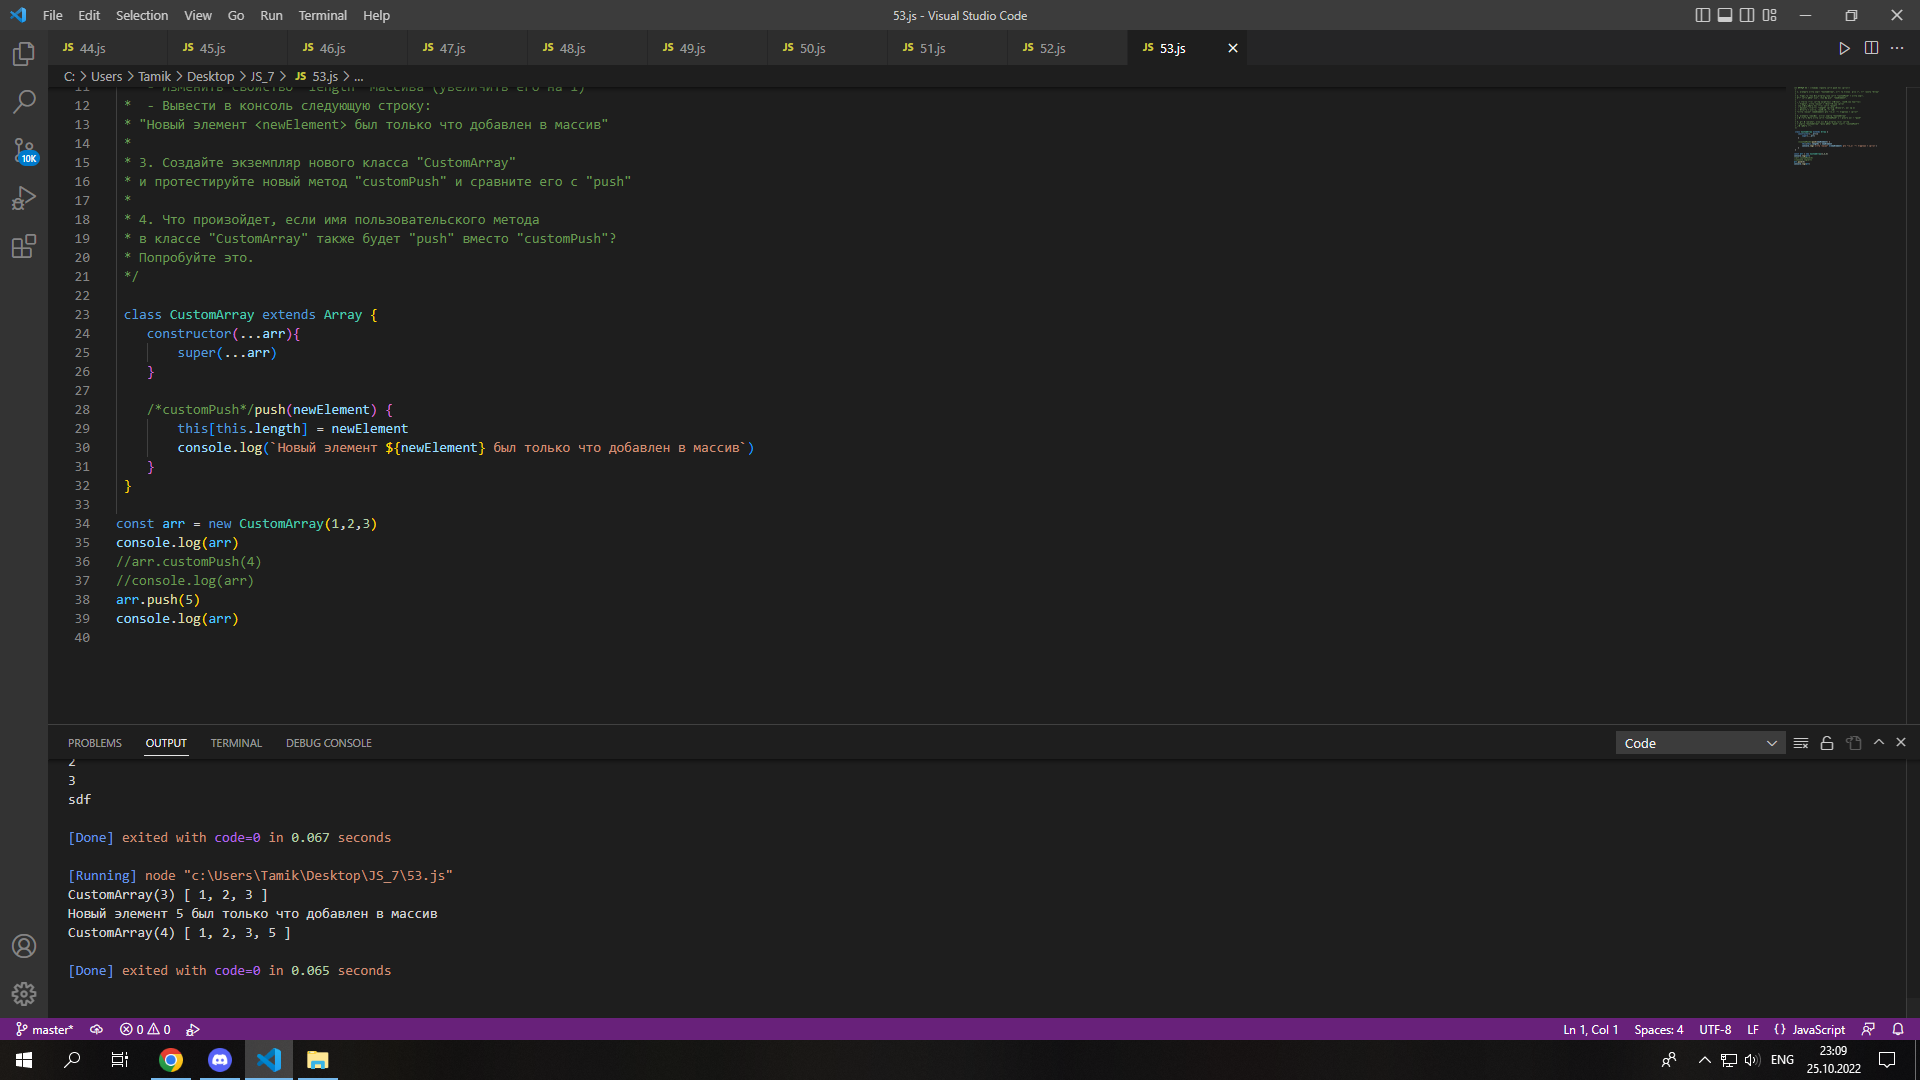 File Edit Selection View Go Run Terminal Help
53.js - Visual Studio Code
JS 44.js JS 45.js JS 46.js JS 47.js JS 48.js JS 49.js JS 50.js JS 51.js JS 52.js JS 53.js
C: > Users > Tamik > Desktop > JS_7 > JS 53.js > ...
11 - Изменить свойство "length" массива (увеличить его на 1)
12 * - Вывести в консоль следующую строку:
13 * "Новый элемент <newElement> был только что добавлен в массив"
14 *
15 * 3. Создайте экземпляр нового класса "CustomArray"
16 * и протестируйте новый метод "customPush" и сравните его с "push"
17 *
18 * 4. Что произойдет, если имя пользовательского метода
19 * в классе "CustomArray" также будет "push" вместо "customPush"?
20 * Попробуйте это.
21 */
22
23 class CustomArray extends Array {
24 constructor(...arr){
25 super(...arr)
26 }
27
28 /*customPush*/push(newElement) {
29 this[this.length] = newElement
30 console.log(`Новый элемент ${newElement} был только что добавлен в массив`)
31 }
32 }
33
34 const arr = new CustomArray(1,2,3)
35 console.log(arr)
36 //arr.customPush(4)
37 //console.log(arr)
38 arr.push(5)
39 console.log(arr)
40
10K
PROBLEMS OUTPUT TERMINAL DEBUG CONSOLE
Code
2
3
sdf
[Done] exited with code=0 in 0.067 seconds
[Running] node "c:\Users\Tamik\Desktop\JS_7\53.js"
CustomArray(3) [ 1, 2, 3 ]
Новый элемент 5 был только что добавлен в массив
CustomArray(4) [ 1, 2, 3, 5 ]
[Done] exited with code=0 in 0.065 seconds
master* 0 0
Ln 1, Col 1 Spaces: 4 UTF-8 LF {} JavaScript
ENG
23:09
25.10.2022